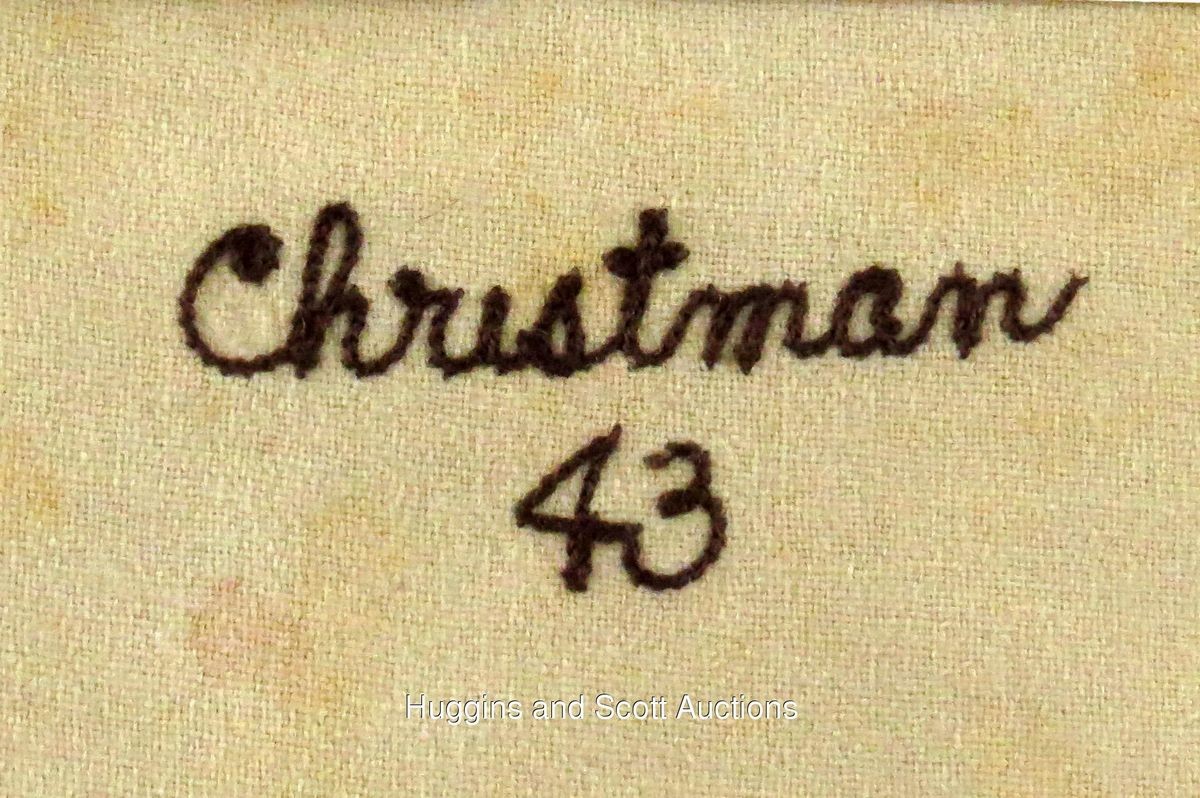 Christman
43
Huggins and Scott Auctions